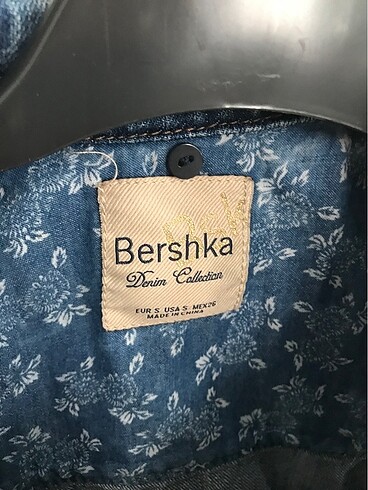 Bershka
Denim Collection
EUR S USA S MEX26
MADE IN CHINA